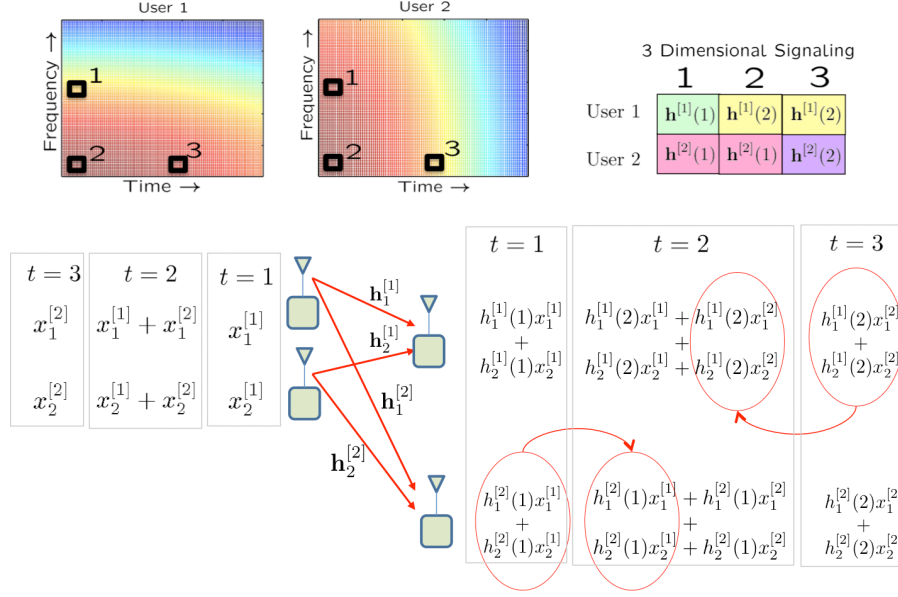 User 1
User 2
Frequency →
1
2
3
Time →
Frequency →
1
2
3
Time →
3 Dimensional Signaling
1 2 3
User 1 h^{[1]}(1) h^{[1]}(2) h^{[1]}(2)
User 2 h^{[2]}(1) h^{[2]}(1) h^{[2]}(2)
t = 3 t = 2 t = 1
x_1^{[2]} x_1^{[1]} + x_1^{[2]} x_1^{[1]}
x_2^{[2]} x_2^{[1]} + x_2^{[2]} x_2^{[1]}
h_1^{[1]}
h_2^{[1]}
h_1^{[2]}
h_2^{[2]}
t = 1 t = 2 t = 3
h_1^{[1]}(1)x_1^{[1]} h_1^{[1]}(2)x_1^{[1]} + h_1^{[1]}(2)x_1^{[2]} h_1^{[1]}(2)x_1^{[2]}
+ + +
h_2^{[1]}(1)x_2^{[1]} h_2^{[1]}(2)x_2^{[1]} + h_2^{[1]}(2)x_2^{[2]} h_2^{[1]}(2)x_2^{[2]}
h_1^{[2]}(1)x_1^{[1]} h_1^{[2]}(1)x_1^{[1]} + h_1^{[2]}(1)x_1^{[2]} h_1^{[2]}(2)x_1^{[2]}
+ + +
h_2^{[2]}(1)x_2^{[1]} h_2^{[2]}(1)x_2^{[1]} + h_2^{[2]}(1)x_2^{[2]} h_2^{[2]}(2)x_2^{[2]}